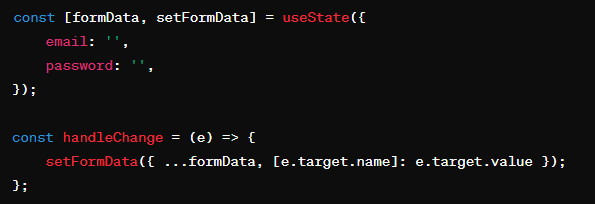 const [formData, setFormData] = useState({
    email: '',
    password: '',
});

const handleChange = (e) => {
    setFormData({ ...formData, [e.target.name]: e.target.value });
};